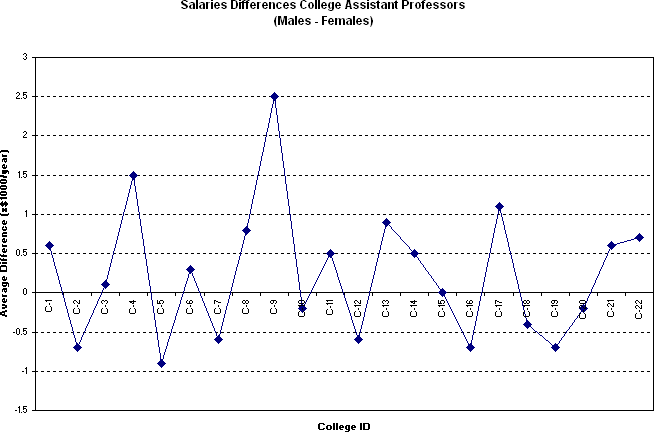 Salaries Differences College Assistant Professors
(Males - Females)
3
2.5
2
1.5
1
0.5
0
-0.5
-1
-1.5
Average Difference (x$1000/year)
C-1
C-2
C-3
C-4
C-5
C-6
C-7
C-8
C-9
C-10
C-11
C-12
C-13
C-14
C-15
C-16
C-17
C-18
C-19
C-20
C-21
C-22
College ID